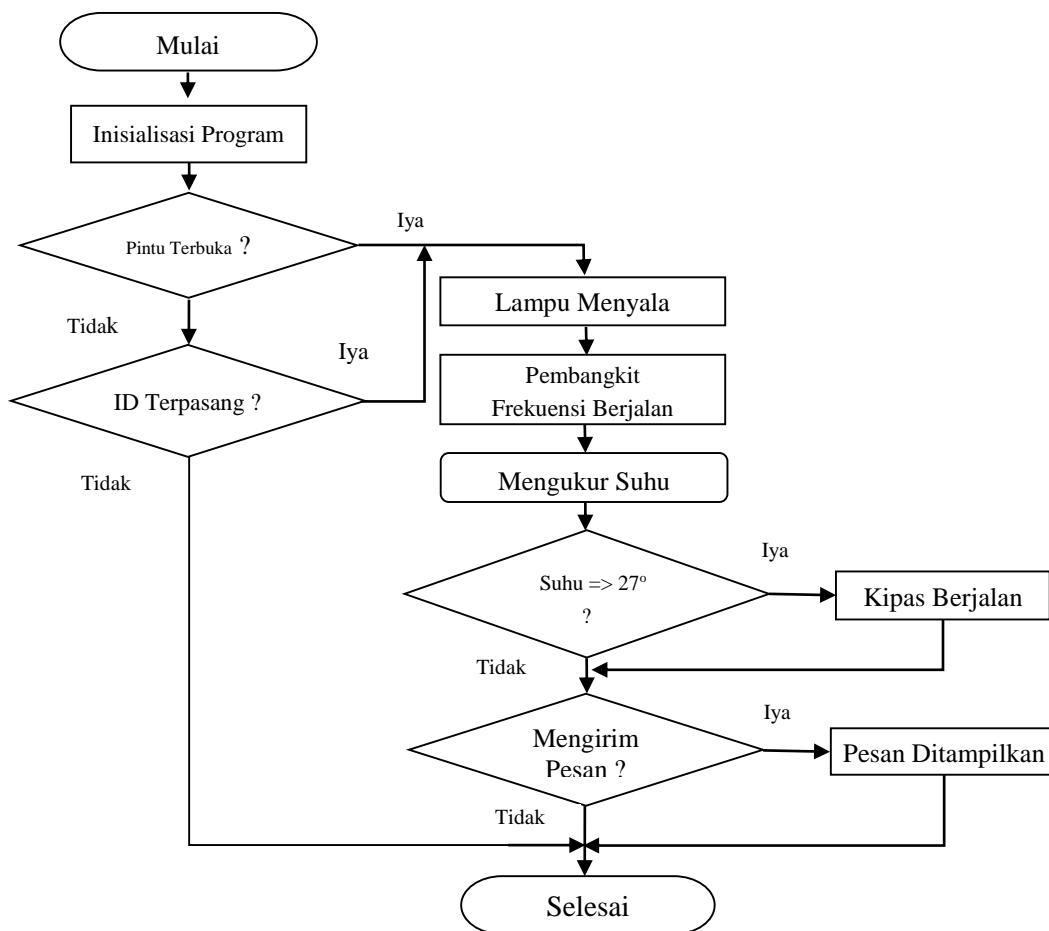 Mulai
Inisialisasi Program
Iya
Pintu Terbuka ?
Tidak
Iya
ID Terpasang ?
Tidak
Lampu Menyala
Pembangkit
Frekuensi Berjalan
Mengukur Suhu
Iya
Suhu => 27°
?
Kipas Berjalan
Tidak
Iya
Mengirim
Pesan ?
Pesan Ditampilkan
Tidak
Selesai